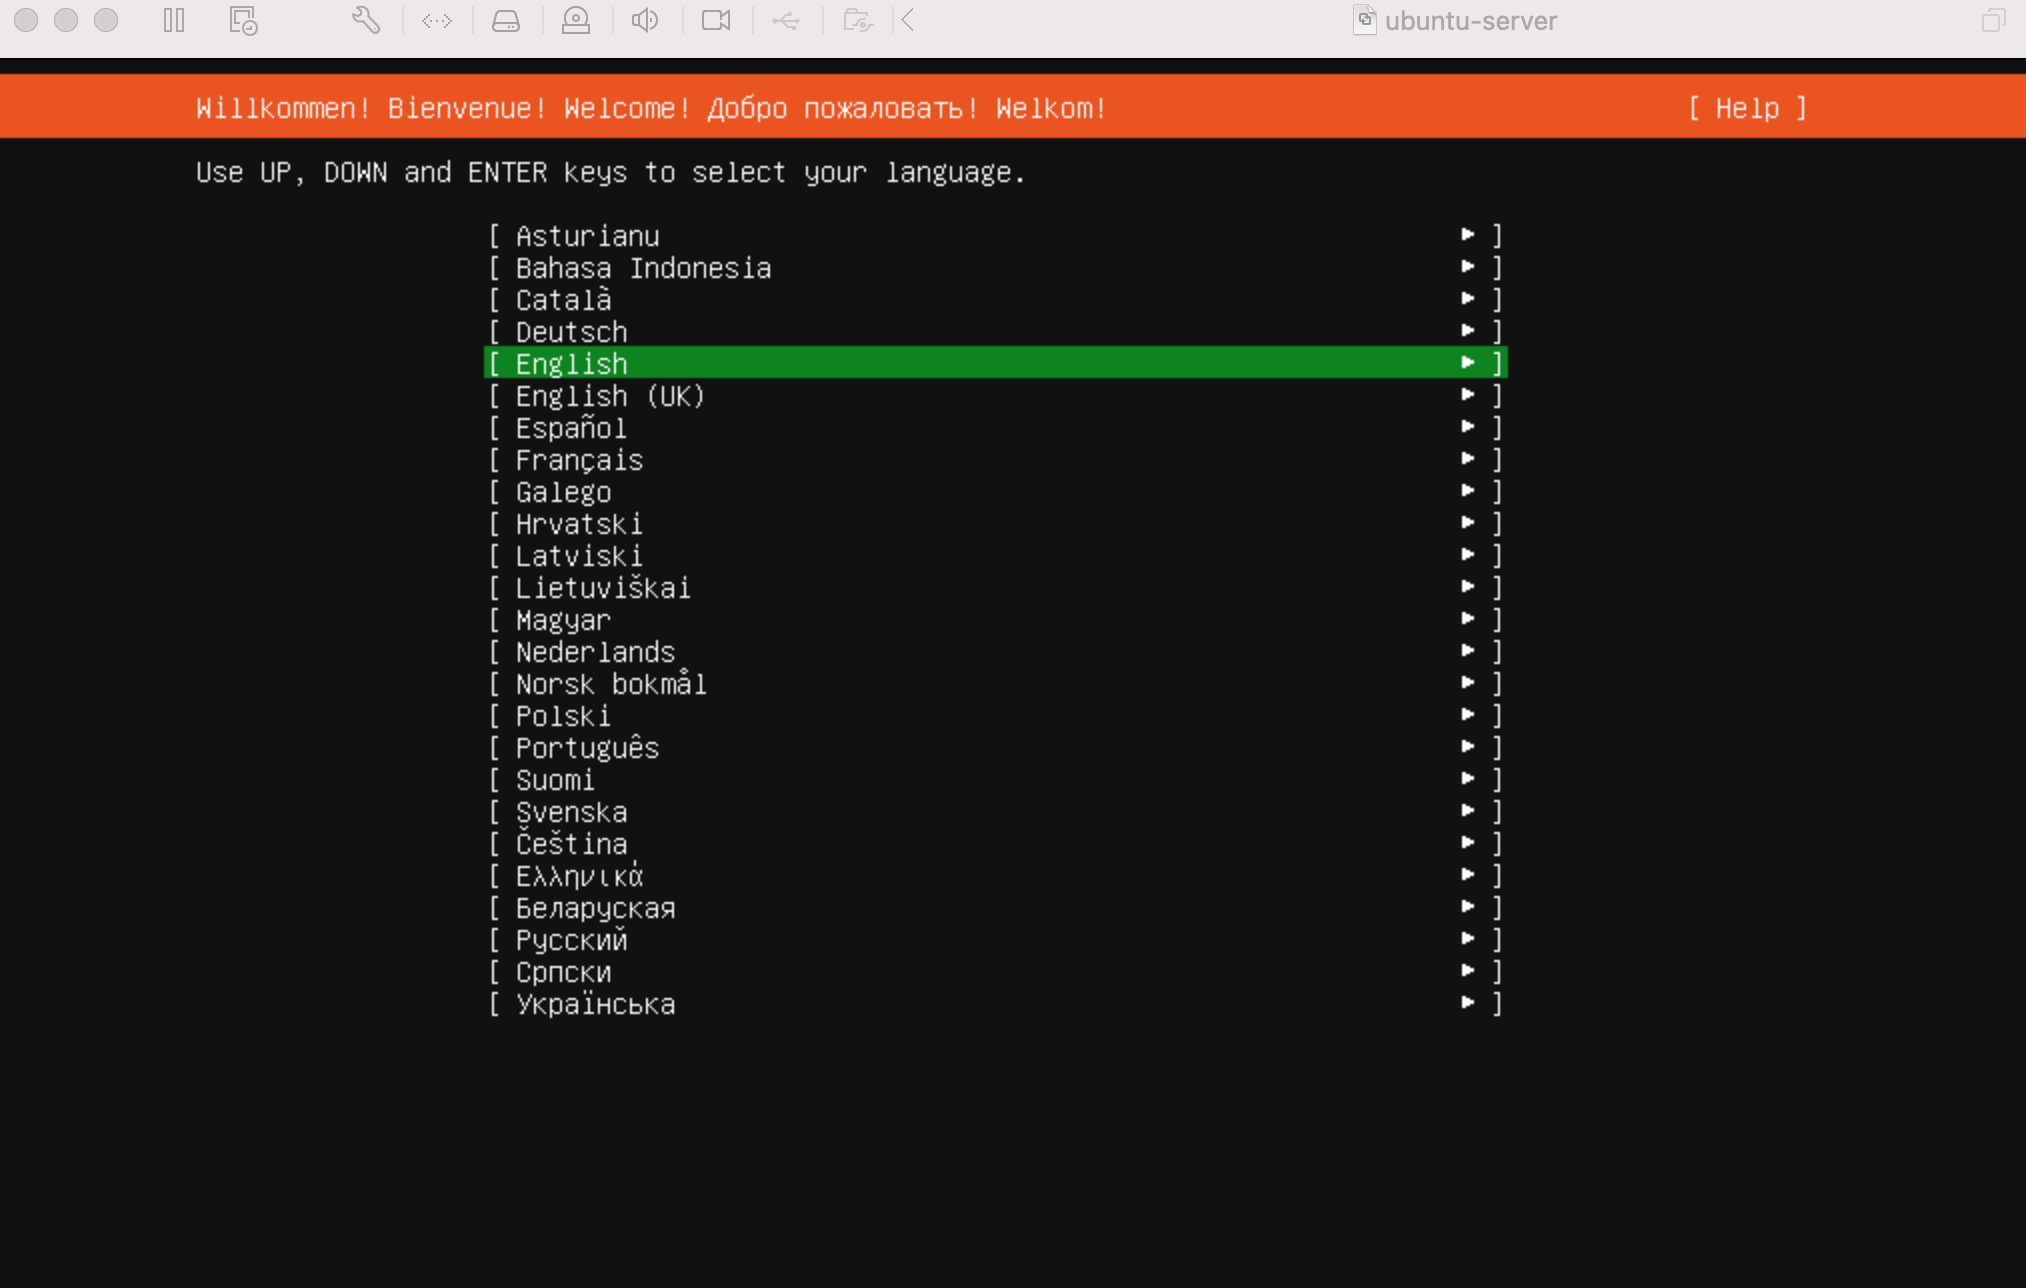 ubuntu-server
Willkommen! Bienvenue! Welcome! Добро пожаловать! Welkom! [ Help ]
Use UP, DOWN and ENTER keys to select your language.
[ Asturianu ▸ ]
[ Bahasa Indonesia ▸ ]
[ Català ▸ ]
[ Deutsch ▸ ]
[ English ▸ ]
[ English (UK) ▸ ]
[ Español ▸ ]
[ Français ▸ ]
[ Galego ▸ ]
[ Hrvatski ▸ ]
[ Latviski ▸ ]
[ Lietuviškai ▸ ]
[ Magyar ▸ ]
[ Nederlands ▸ ]
[ Norsk bokmål ▸ ]
[ Polski ▸ ]
[ Português ▸ ]
[ Suomi ▸ ]
[ Svenska ▸ ]
[ Čeština ▸ ]
[ Ελληνικά ▸ ]
[ Беларуская ▸ ]
[ Русский ▸ ]
[ Српски ▸ ]
[ Українська ▸ ]